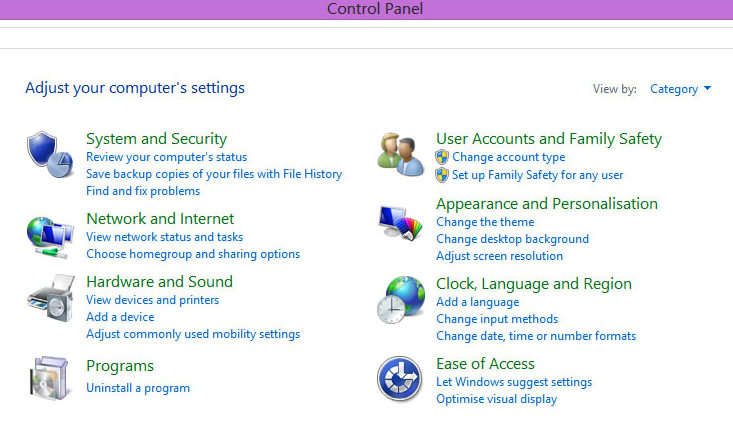 Control Panel
Adjust your computer's settings
View by: Category
System and Security
Review your computer's status
Save backup copies of your files with File History
Find and fix problems
Network and Internet
View network status and tasks
Choose homegroup and sharing options
Hardware and Sound
View devices and printers
Add a device
Adjust commonly used mobility settings
Programs
Uninstall a program
User Accounts and Family Safety
Change account type
Set up Family Safety for any user
Appearance and Personalisation
Change the theme
Change desktop background
Adjust screen resolution
Clock, Language and Region
Add a language
Change input methods
Change date, time or number formats
Ease of Access
Let Windows suggest settings
Optimise visual display